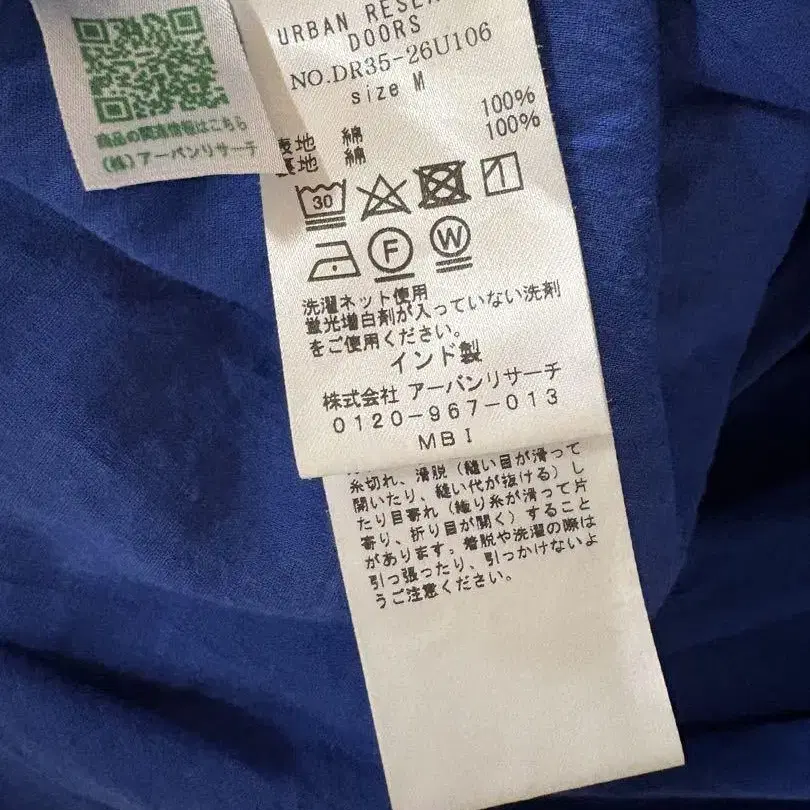 URBAN RESEA
DOORS
NO.DR35-26U106
size M
表地 綿 100%
裏地 綿 100%
30
F
W
洗濯ネット使用
蛍光増白剤が入っていない洗剤
をご使用ください。
インド製
株式会社 アーバンリサーチ
0120-967-013
MBI
商品の関連情報はこちら
(株)アーバンリサーチ
糸切れ、滑脱(縫い目が滑って
開いたり、縫い代が抜ける)し
たり目寄れ(織り糸が滑って片
寄り、折り目が開く)すること
があります。着脱や洗濯の際は
引っ張ったり、引っかけないよ
うご注意ください。